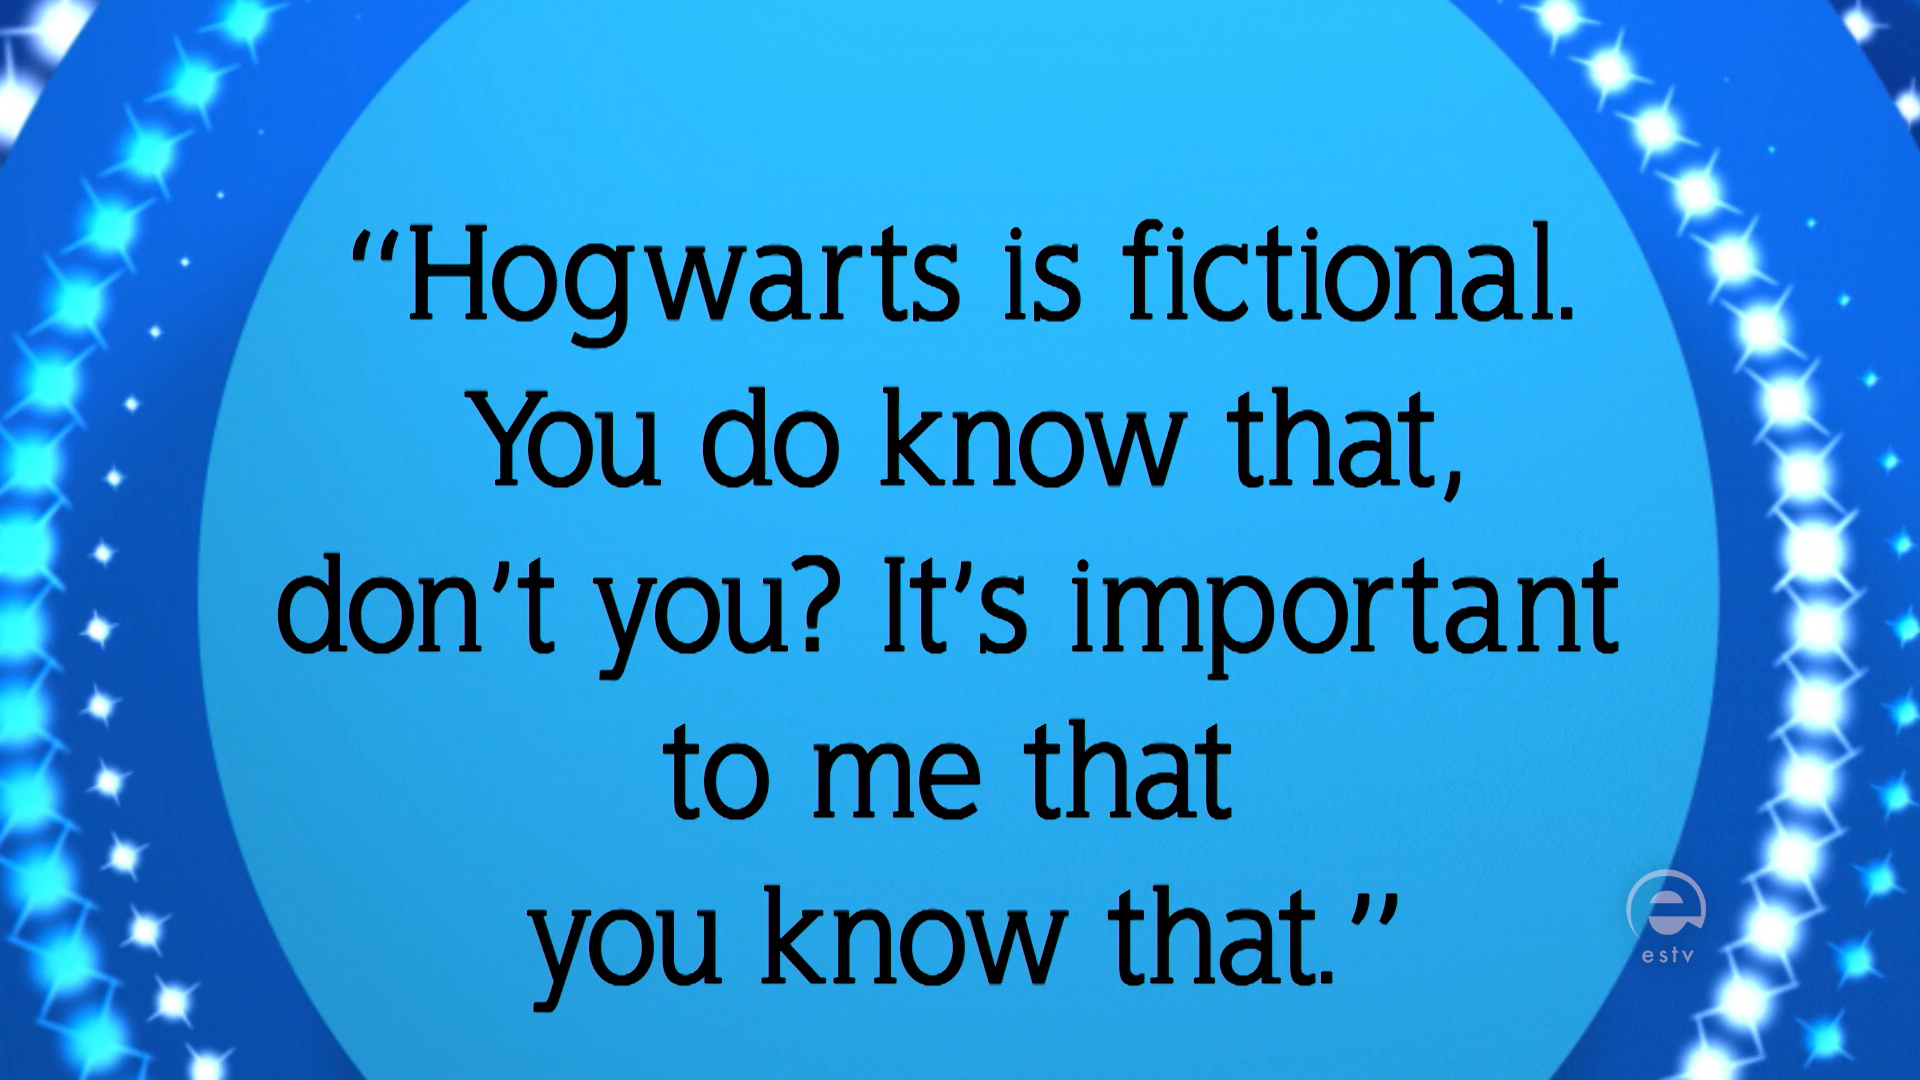 “Hogwarts is fictional.
You do know that,
don’t you? It’s important
to me that
you know that.”
e
estv